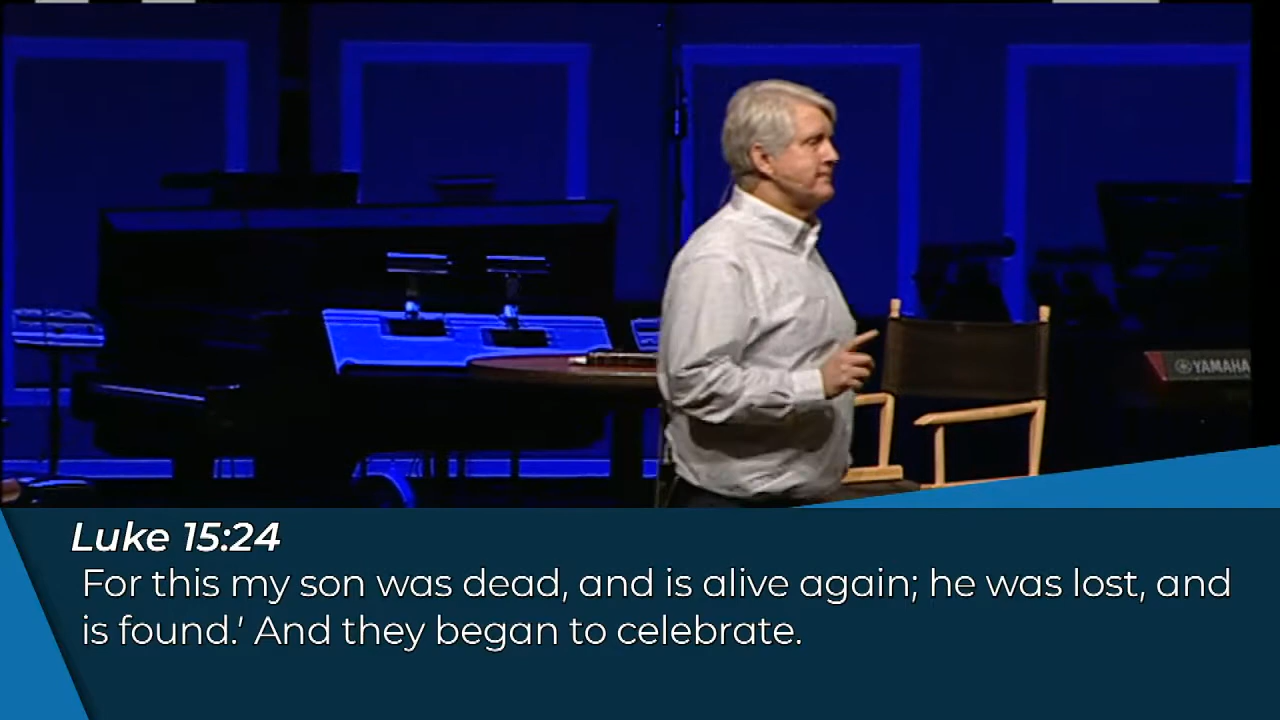 YAMAHA
Luke 15:24
For this my son was dead, and is alive again; he was lost, and
is found.’ And they began to celebrate.